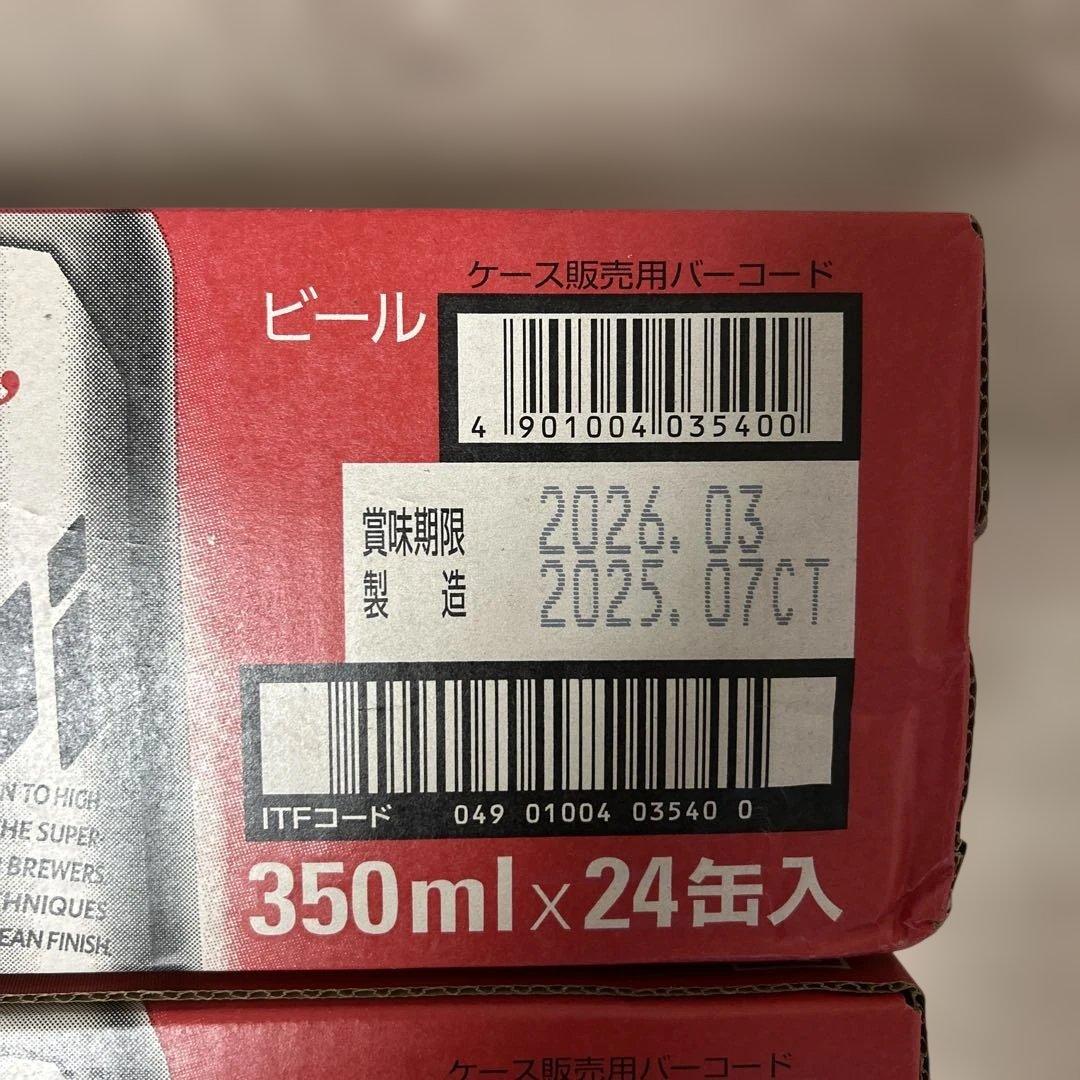 ケース販売用バーコード
ビール
4 901004 035400
賞味期限 2026.03
製造 2025.07CT
ITFコード 049 01004 03540 0
350ml×24缶入
N TO HIGH
HE SUPER-
BREWERS,
HNIQUES
EAN FINISH.
ケース販売用バーコード